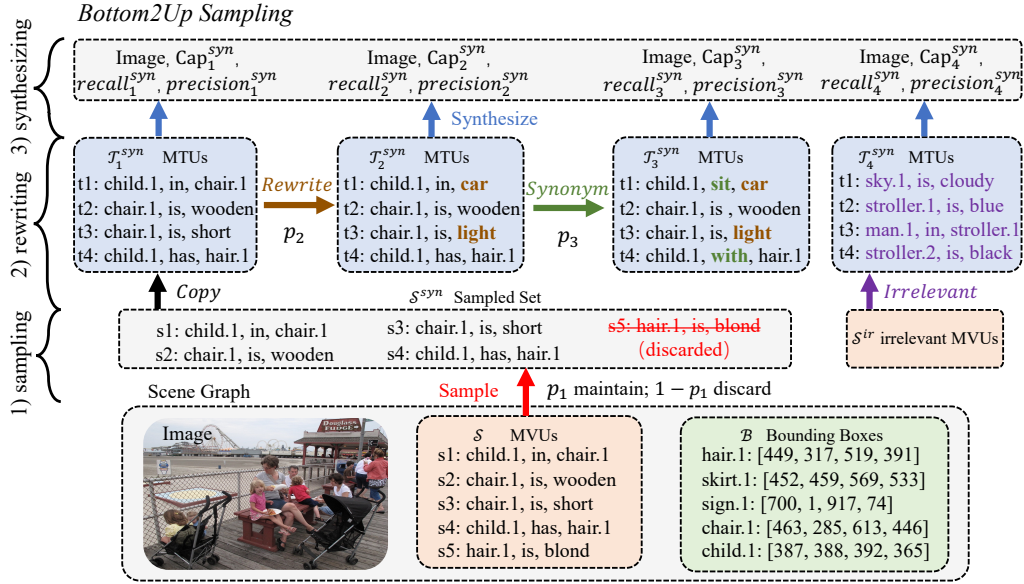 Bottom2Up Sampling
3) synthesizing
Image, Cap₁ˢʸⁿ,
recall₁ˢʸⁿ, precision₁ˢʸⁿ
Image, Cap₂ˢʸⁿ,
recall₂ˢʸⁿ, precision₂ˢʸⁿ
Image, Cap₃ˢʸⁿ,
recall₃ˢʸⁿ, precision₃ˢʸⁿ
Image, Cap₄ˢʸⁿ,
recall₄ˢʸⁿ, precision₄ˢʸⁿ
Synthesize
2) rewriting
𝒯₁ˢʸⁿ MTUs
t1: child.1, in, chair.1
t2: chair.1, is, wooden
t3: chair.1, is, short
t4: child.1, has, hair.1
Rewrite
p₂
𝒯₂ˢʸⁿ MTUs
t1: child.1, in, car
t2: chair.1, is, wooden
t3: chair.1, is, light
t4: child.1, has, hair.1
Synonym
p₃
𝒯₃ˢʸⁿ MTUs
t1: child.1, sit, car
t2: chair.1, is , wooden
t3: chair.1, is, light
t4: child.1, with, hair.1
𝒯₄ˢʸⁿ MTUs
t1: sky.1, is, cloudy
t2: stroller.1, is, blue
t3: man.1, in, stroller.1
t4: stroller.2, is, black
Copy
Irrelevant
1) sampling
𝒮ˢʸⁿ Sampled Set
s1: child.1, in, chair.1
s2: chair.1, is, wooden
s3: chair.1, is, short
s4: child.1, has, hair.1
s5: hair.1, is, blond
(discarded)
𝒮ⁱʳ irrelevant MVUs
Sample
p₁ maintain; 1 − p₁ discard
Scene Graph
Image
Douglass
FUDGE
𝒮 MVUs
s1: child.1, in, chair.1
s2: chair.1, is, wooden
s3: chair.1, is, short
s4: child.1, has, hair.1
s5: hair.1, is, blond
ℬ Bounding Boxes
hair.1: [449, 317, 519, 391]
skirt.1: [452, 459, 569, 533]
sign.1: [700, 1, 917, 74]
chair.1: [463, 285, 613, 446]
child.1: [387, 388, 392, 365]